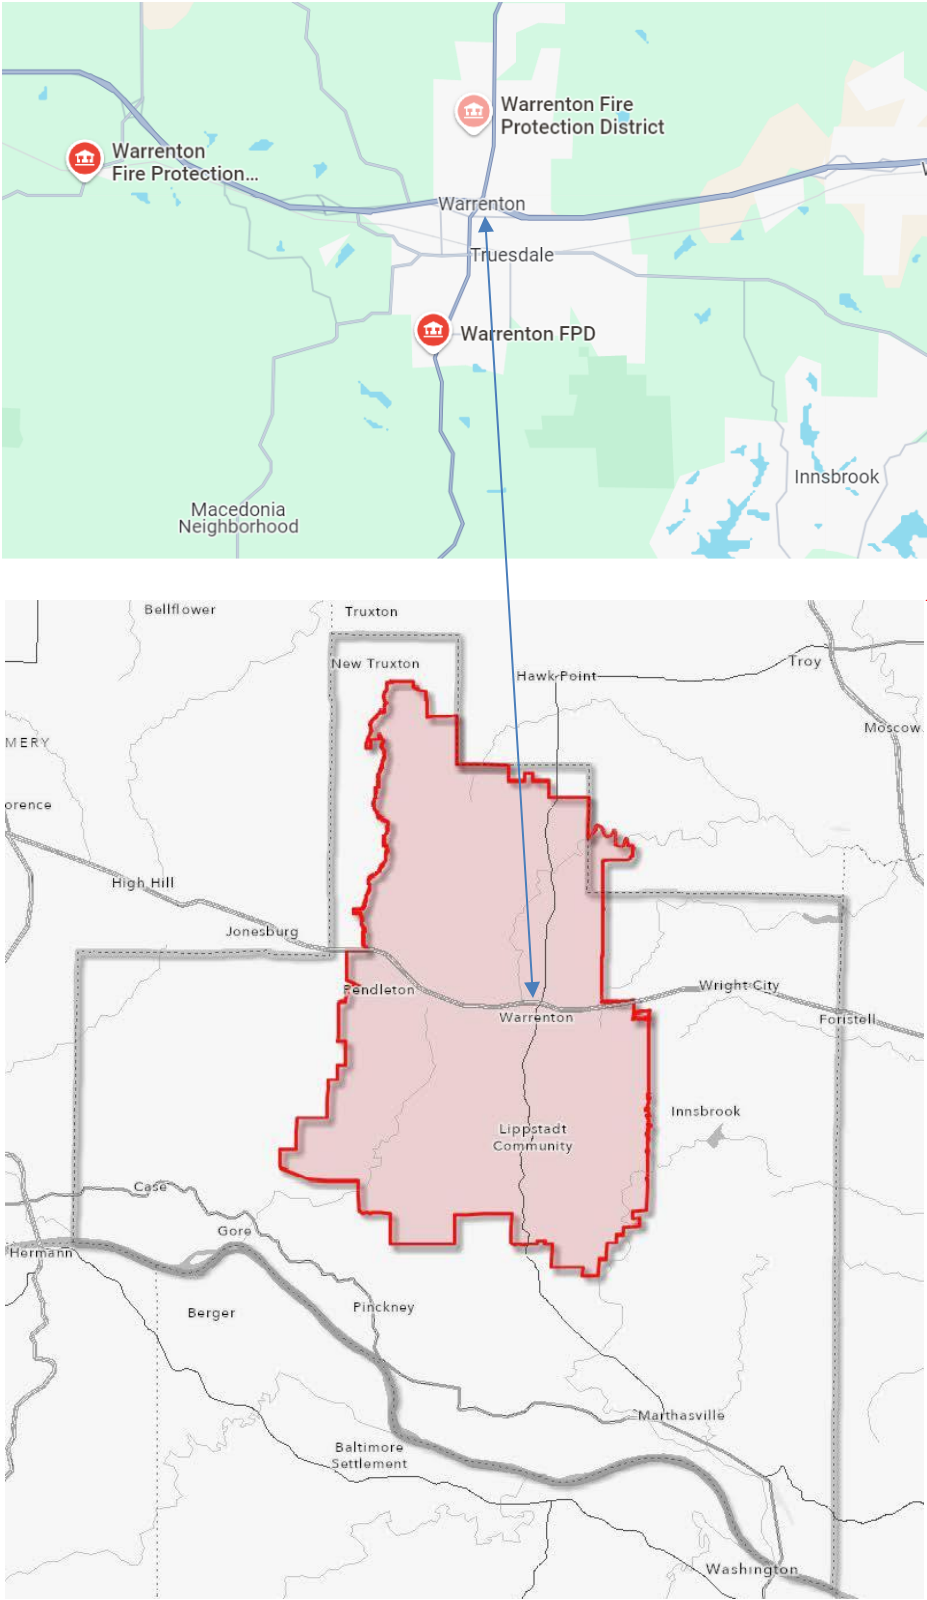 Warrenton Fire
Protection District
Warrenton
Fire Protection...
Warrenton
Truesdale
Warrenton FPD
Innsbrook
Macedonia
Neighborhood
Bellflower
Truxton
New Truxton
Hawk Point
Troy
Moscow
MERY
orence
High Hill
Jonesburg
Pendleton
Wright City
Warrenton
Foristell
Innsbrook
Lippstadt
Community
Case
Gore
Hermann
Berger
Pinckney
Marthasville
Baltimore
Settlement
Washington